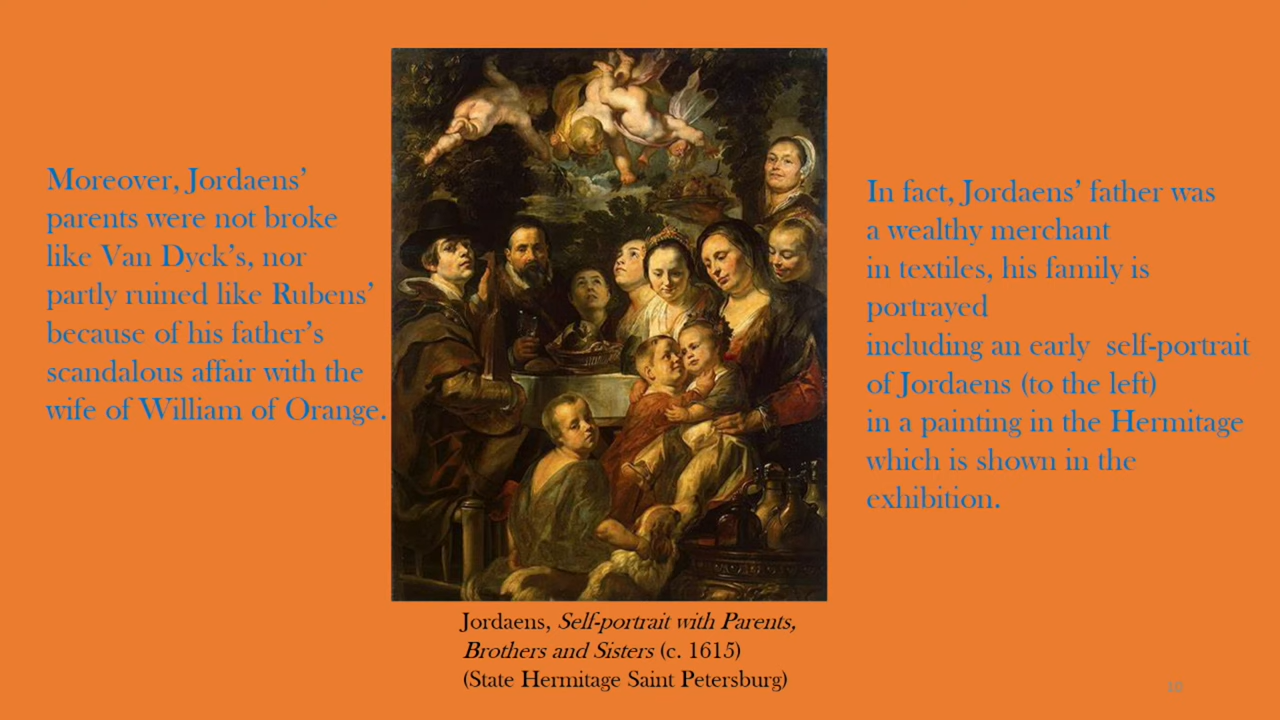 Moreover, Jordaens’
parents were not broke
like Van Dyck’s, nor
partly ruined like Rubens’
because of his father’s
scandalous affair with the
wife of William of Orange.
In fact, Jordaens’ father was
a wealthy merchant
in textiles, his family is
portrayed
including an early self-portrait
of Jordaens (to the left)
in a painting in the Hermitage
which is shown in the
exhibition.
Jordaens, Self-portrait with Parents,
Brothers and Sisters (c. 1615)
(State Hermitage Saint Petersburg)